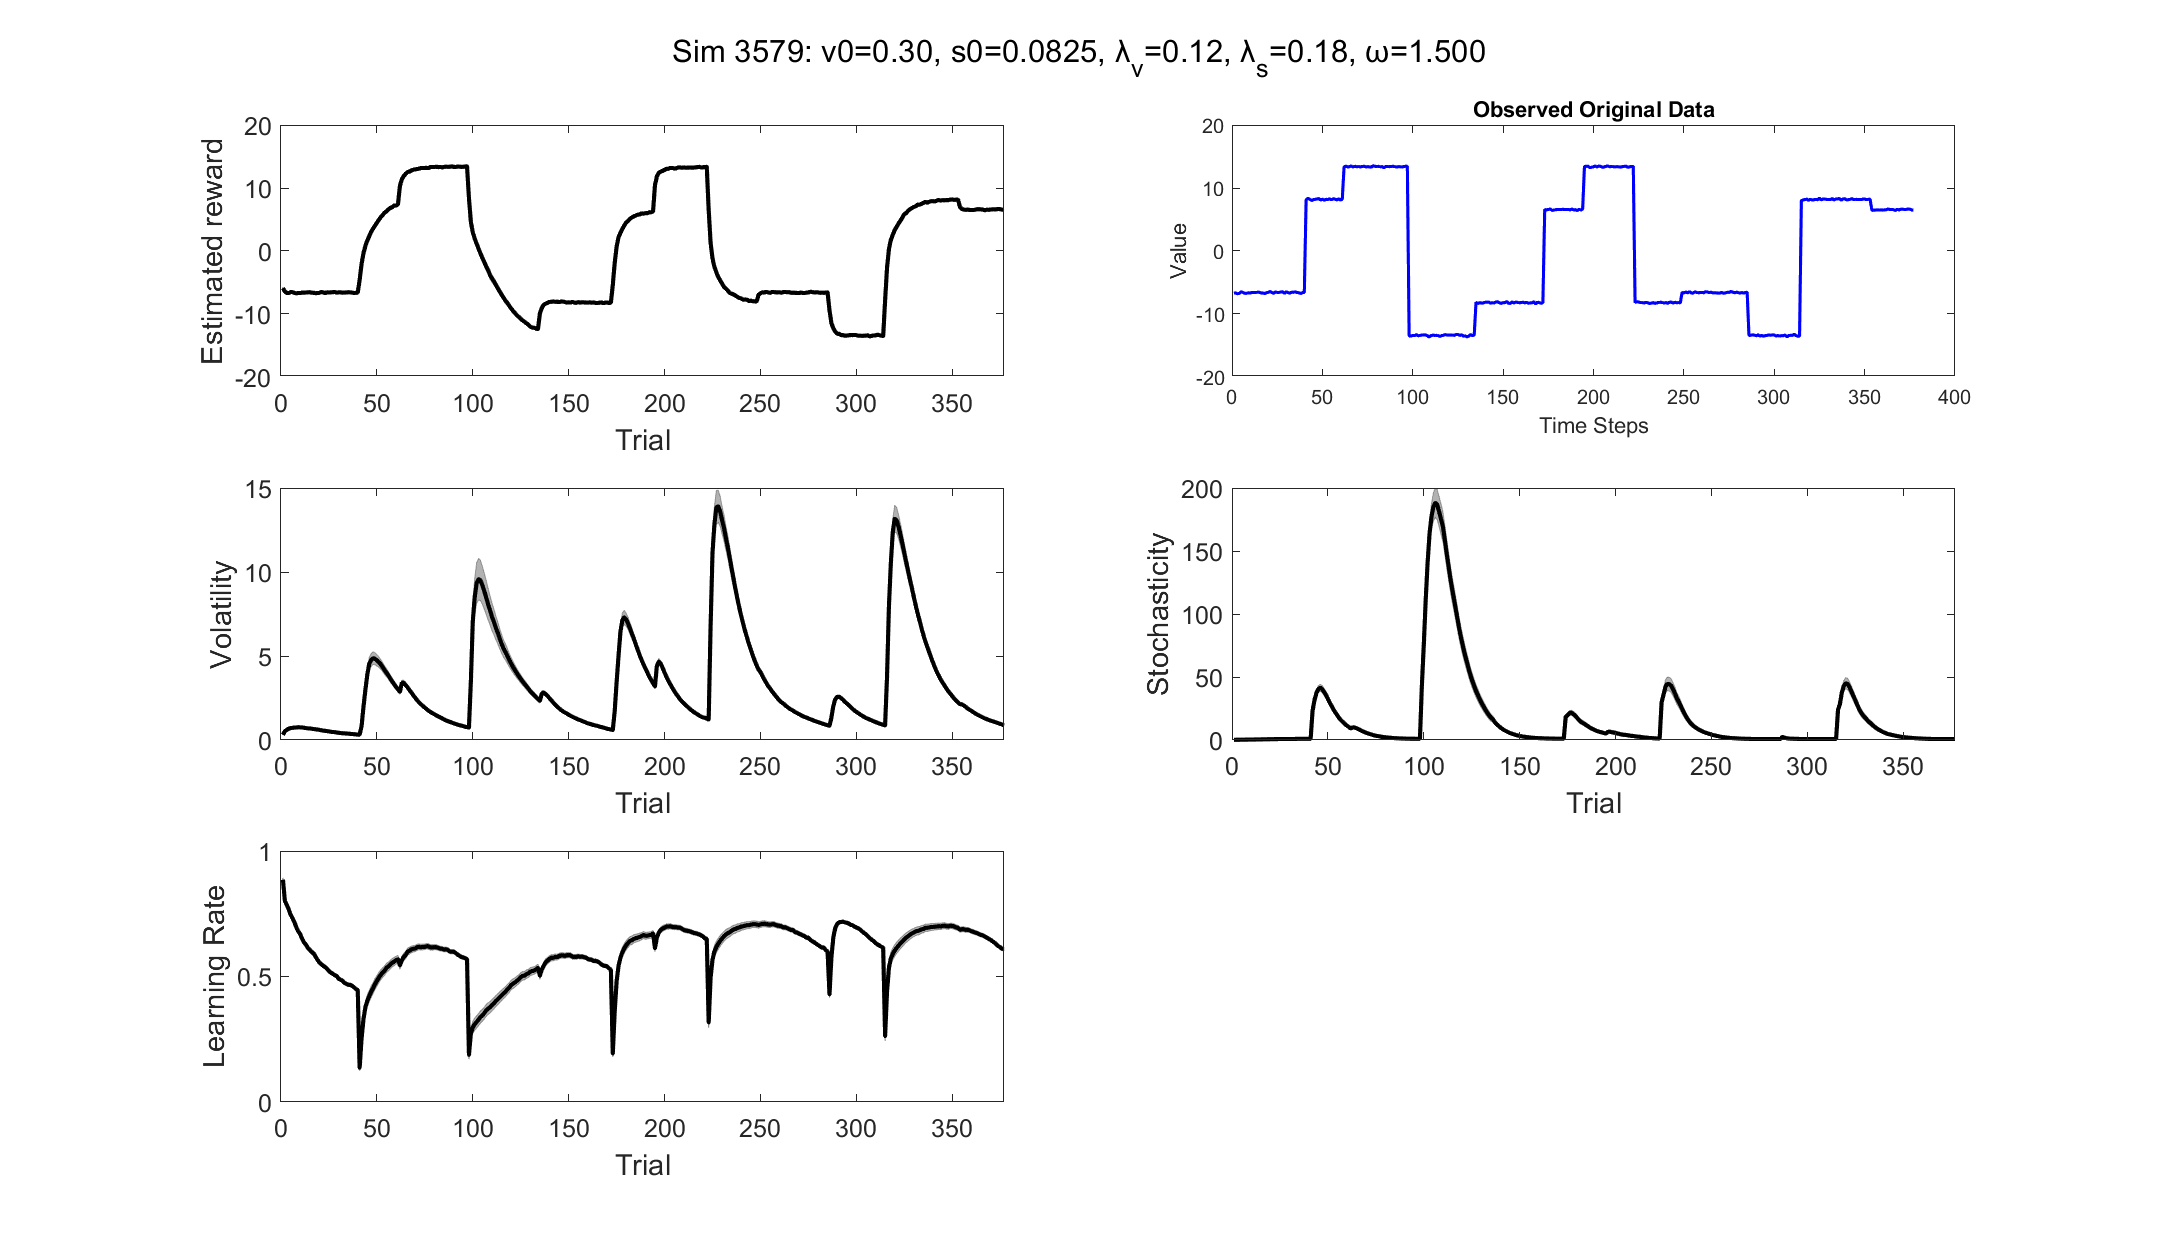 Sim 3579: v0=0.30, s0=0.0825, λ_v=0.12, λ_s=0.18, ω=1.500
Estimated reward
20
10
0
-10
-20
0 50 100 150 200 250 300 350
Trial
Observed Original Data
Value
20
10
0
-10
-20
0 50 100 150 200 250 300 350 400
Time Steps
Volatility
15
10
5
0
0 50 100 150 200 250 300 350
Trial
Stochasticity
200
150
100
50
0
0 50 100 150 200 250 300 350
Trial
Learning Rate
1
0.5
0
0 50 100 150 200 250 300 350
Trial